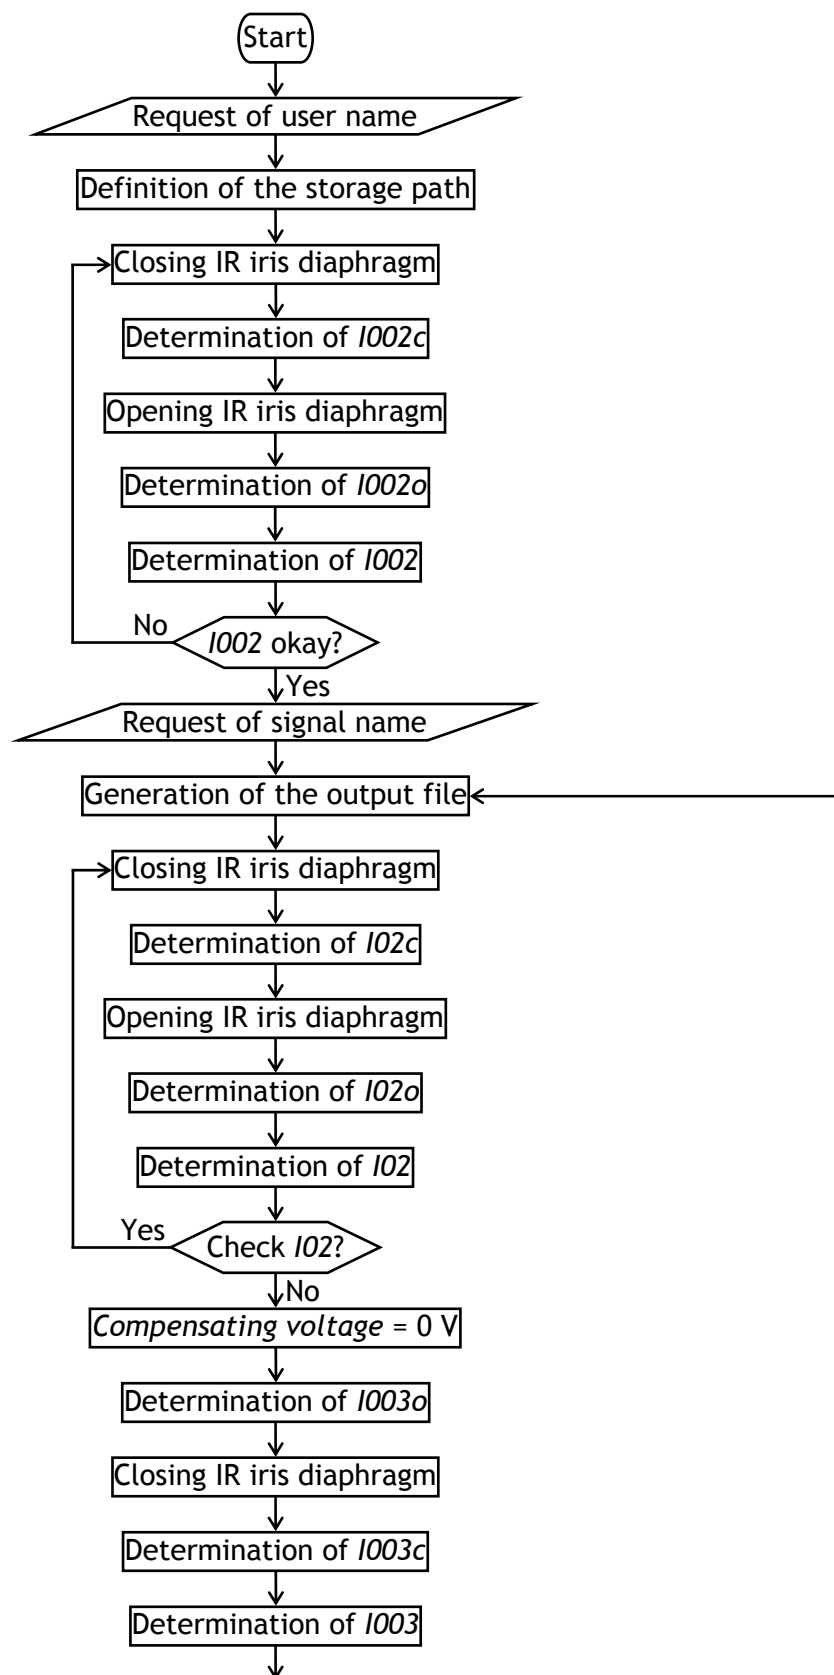 Start
Request of user name
Definition of the storage path
Closing IR iris diaphragm
Determination of I002c
Opening IR iris diaphragm
Determination of I002o
Determination of I002
No
I002 okay?
Yes
Request of signal name
Generation of the output file
Closing IR iris diaphragm
Determination of I02c
Opening IR iris diaphragm
Determination of I02o
Determination of I02
Yes
Check I02?
No
Compensating voltage = 0 V
Determination of I003o
Closing IR iris diaphragm
Determination of I003c
Determination of I003